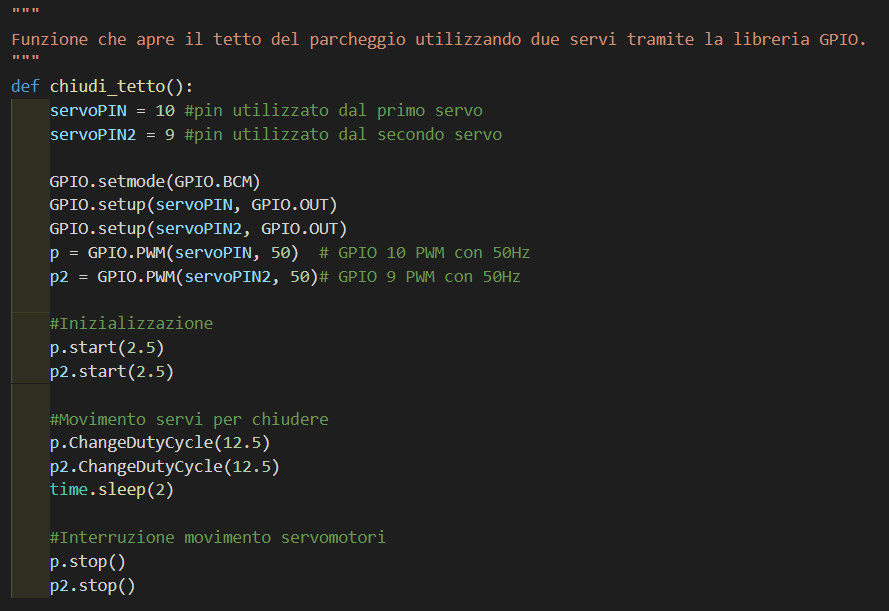 """
Funzione che apre il tetto del parcheggio utilizzando due servi tramite la libreria GPIO.
"""
def chiudi_tetto():
    servoPIN = 10 #pin utilizzato dal primo servo
    servoPIN2 = 9 #pin utilizzato dal secondo servo

    GPIO.setmode(GPIO.BCM)
    GPIO.setup(servoPIN, GPIO.OUT)
    GPIO.setup(servoPIN2, GPIO.OUT)
    p = GPIO.PWM(servoPIN, 50)  # GPIO 10 PWM con 50Hz
    p2 = GPIO.PWM(servoPIN2, 50)# GPIO 9 PWM con 50Hz

    #Inizializzazione
    p.start(2.5)
    p2.start(2.5)

    #Movimento servi per chiudere
    p.ChangeDutyCycle(12.5)
    p2.ChangeDutyCycle(12.5)
    time.sleep(2)

    #Interruzione movimento servomotori
    p.stop()
    p2.stop()